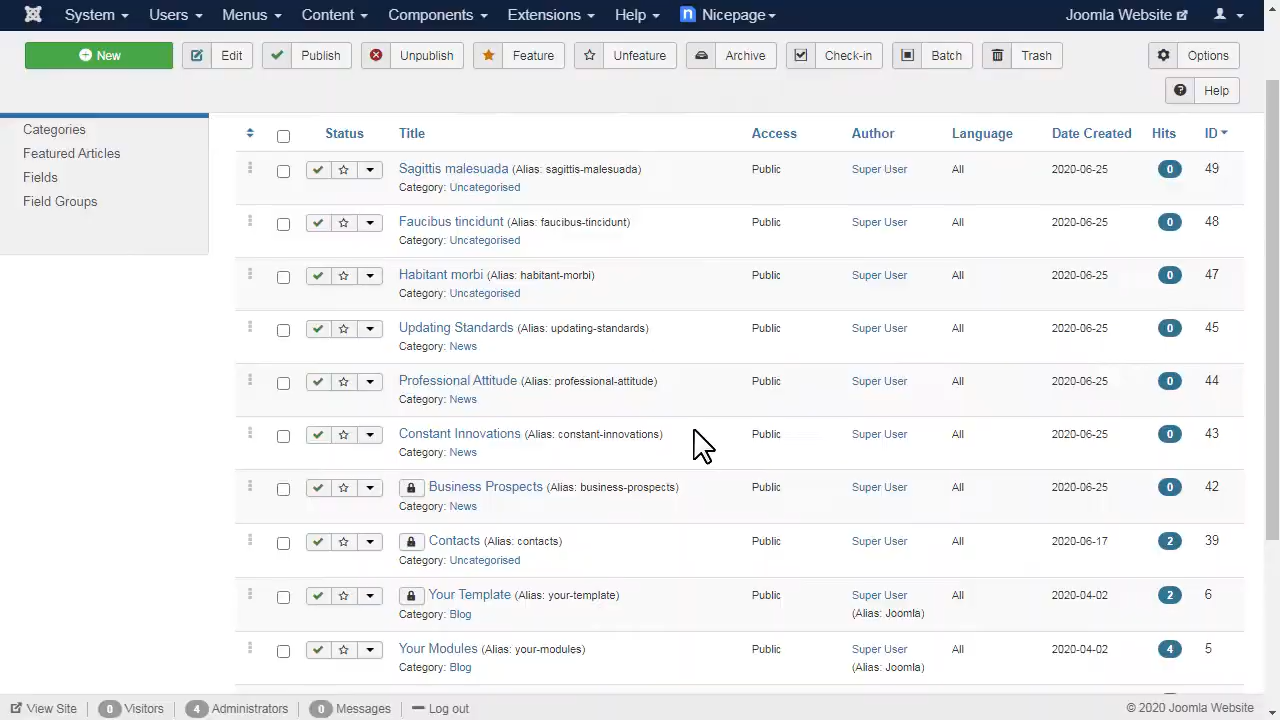 System Users Menus Content Components Extensions Help Nicepage Joomla Website
New Edit Publish Unpublish Feature Unfeature Archive Check-in Batch Trash Options
Help
Categories
Featured Articles
Fields
Field Groups
Status Title Access Author Language Date Created Hits ID
Sagittis malesuada (Alias: sagittis-malesuada) Public Super User All 2020-06-25 0 49
Category: Uncategorised
Faucibus tincidunt (Alias: faucibus-tincidunt) Public Super User All 2020-06-25 0 48
Category: Uncategorised
Habitant morbi (Alias: habitant-morbi) Public Super User All 2020-06-25 0 47
Category: Uncategorised
Updating Standards (Alias: updating-standards) Public Super User All 2020-06-25 0 45
Category: News
Professional Attitude (Alias: professional-attitude) Public Super User All 2020-06-25 0 44
Category: News
Constant Innovations (Alias: constant-innovations) Public Super User All 2020-06-25 0 43
Category: News
Business Prospects (Alias: business-prospects) Public Super User All 2020-06-25 0 42
Category: News
Contacts (Alias: contacts) Public Super User All 2020-06-17 2 39
Category: Uncategorised
Your Template (Alias: your-template) Public Super User All 2020-04-02 2 6
Category: Blog (Alias: Joomla)
Your Modules (Alias: your-modules) Public Super User All 2020-04-02 4 5
Category: Blog (Alias: Joomla)
View Site 0 Visitors 4 Administrators 0 Messages Log out © 2020 Joomla Website